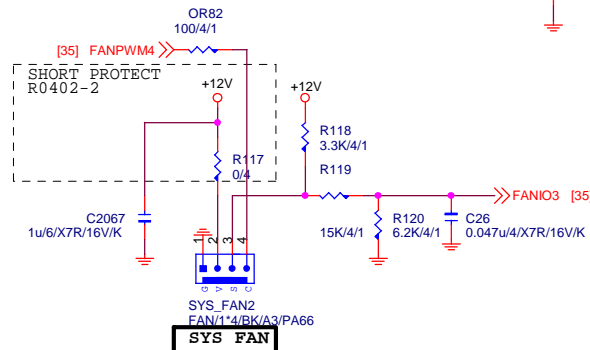 OR82
100/4/1
[35] FANPWM4
SHORT PROTECT
R0402-2
+12V
+12V
R118
3.3K/4/1
R117
0/4
R119
FANIO3 [35
C2067
1u/6/X7R/16V/K
15K/4/1
R120
6.2K/4/1
C26
0.047u/4/X7R/16V/K
1 2 3 4
G V S C
SYS_FAN2
FAN/1*4/BK/A3/PA66
SYS FAN